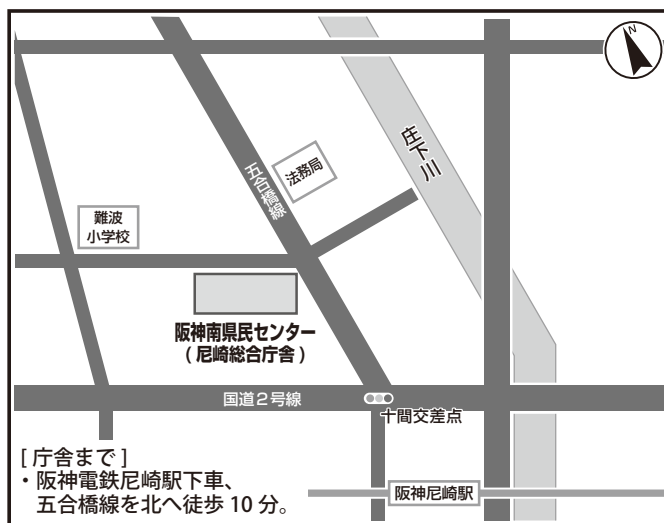 N
庄下川
法務局
五合橋線
難波
小学校
阪神南県民センター
( 尼崎総合庁舎 )
国道２号線
十間交差点
[ 庁舎まで ]
・阪神電鉄尼崎駅下車、
五合橋線を北へ徒歩 10 分。
阪神尼崎駅